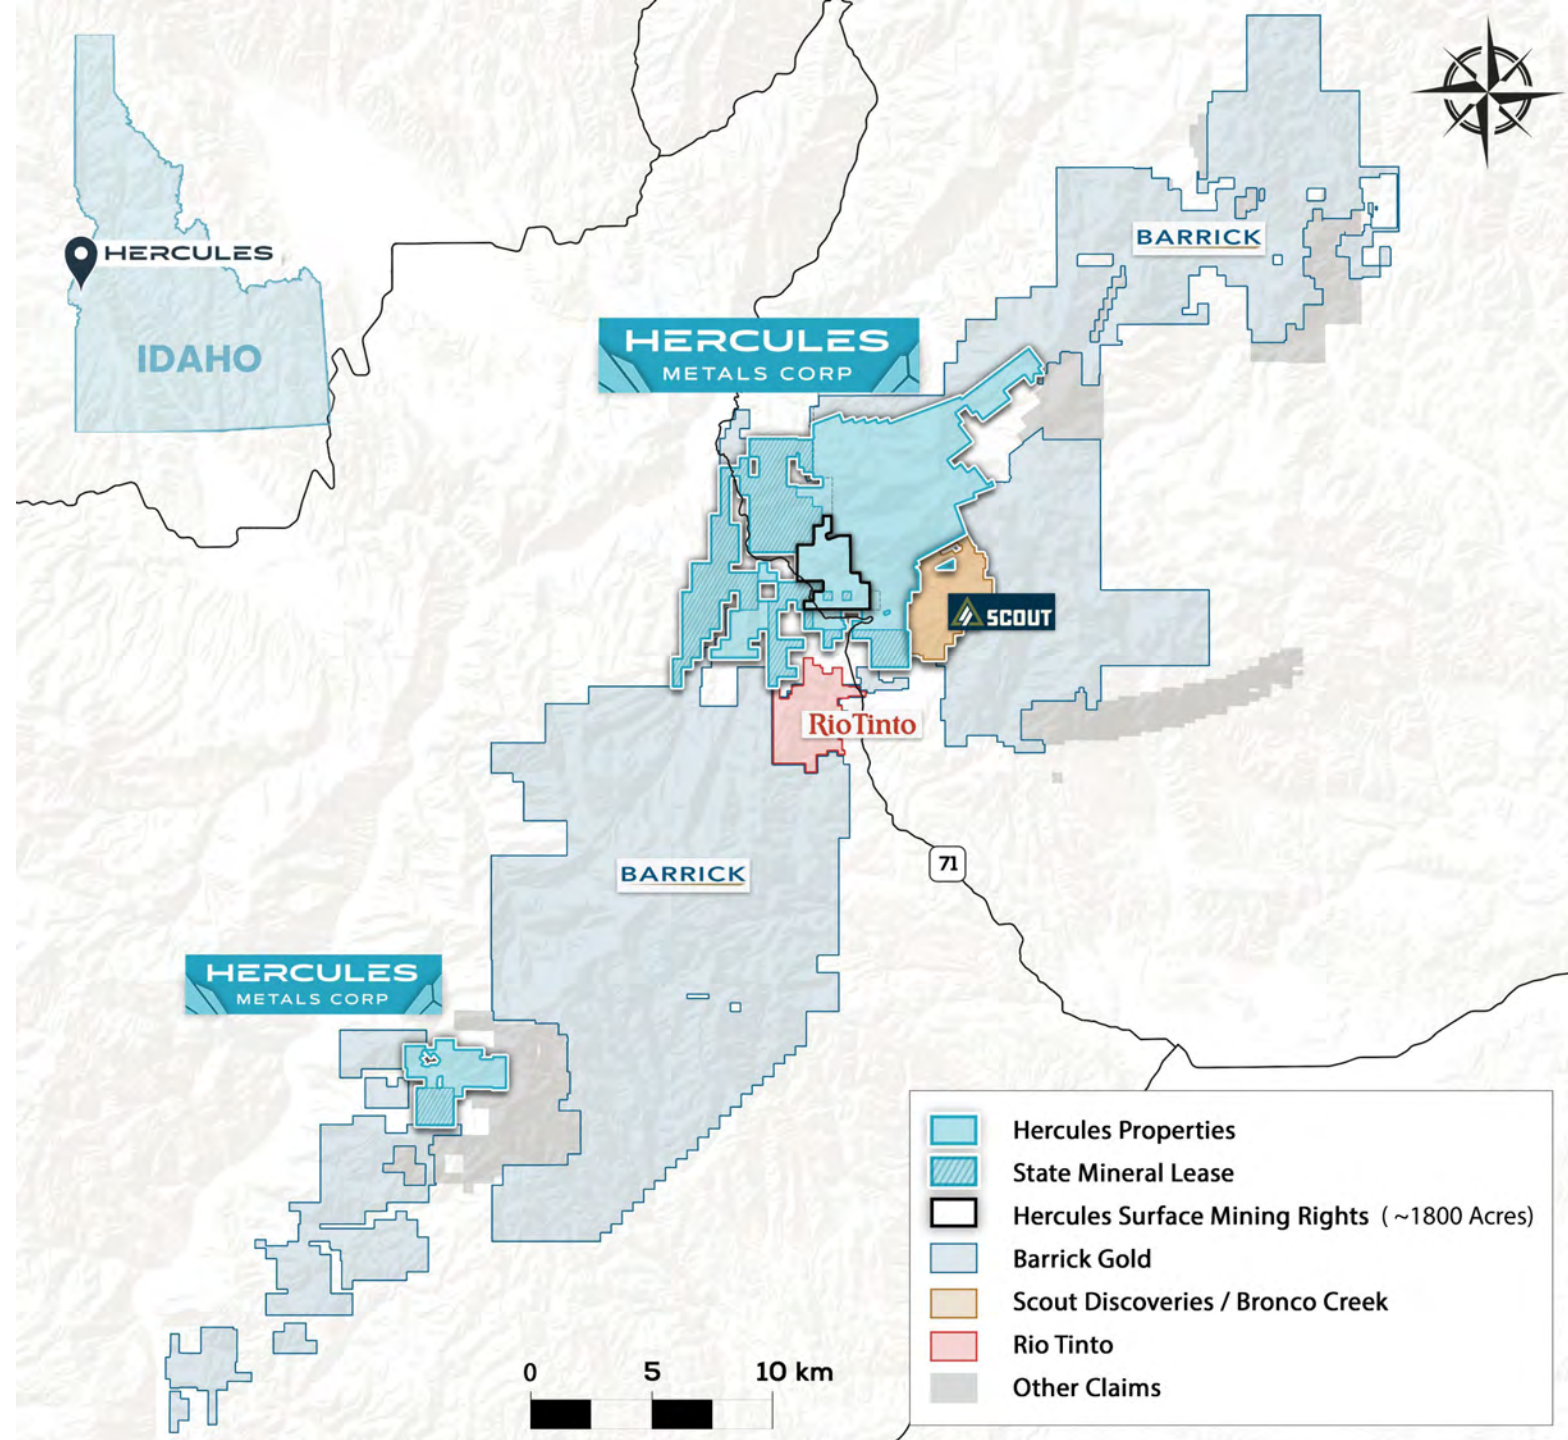 BARRICK
HERCULES
IDAHO
HERCULES
METALS CORP
SCOUT
RioTinto
71
BARRICK
HERCULES
METALS CORP
Hercules Properties
State Mineral Lease
Hercules Surface Mining Rights (~1800 Acres)
Barrick Gold
Scout Discoveries / Bronco Creek
Rio Tinto
Other Claims
0 5 10 km